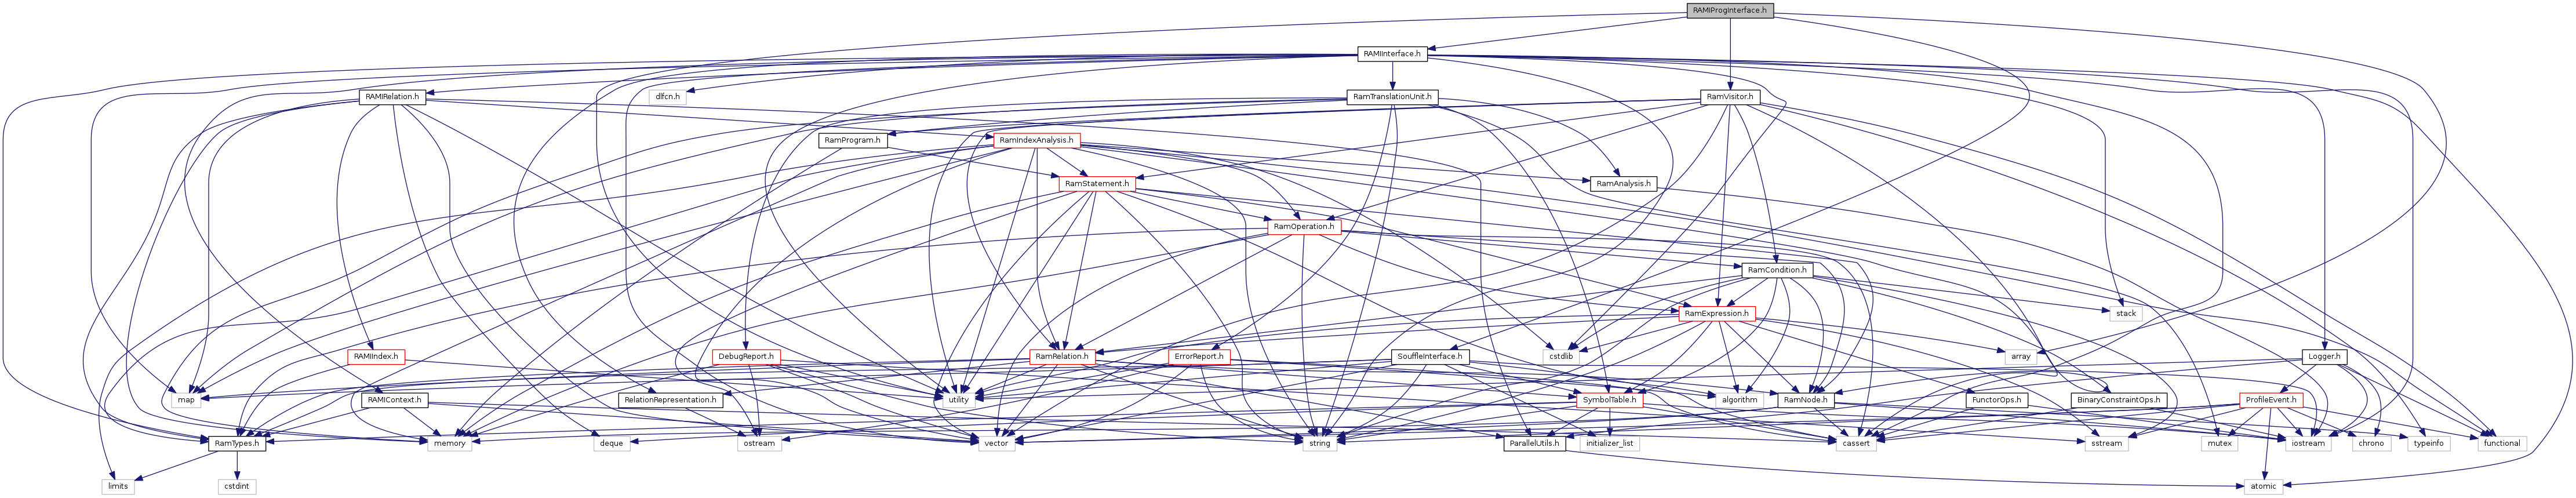 RAMIProgInterface.h
RAMIInterface.h
RAMIRelation.h
dlfcn.h
RamTranslationUnit.h
RamVisitor.h
RamProgram.h
RamIndexAnalysis.h
RamStatement.h
RamAnalysis.h
RamOperation.h
RamCondition.h
RamExpression.h
stack
RAMIIndex.h
DebugReport.h
RamRelation.h
ErrorReport.h
SouffleInterface.h
cstdlib
array
Logger.h
map
RAMIContext.h
RelationRepresentation.h
utility
SymbolTable.h
algorithm
RamNode.h
FunctorOps.h
BinaryConstraintOps.h
ProfileEvent.h
RamTypes.h
memory
deque
ostream
vector
string
ParallelUtils.h
initializer_list
cassert
sstream
mutex
iostream
chrono
typeinfo
functional
limits
cstdint
atomic